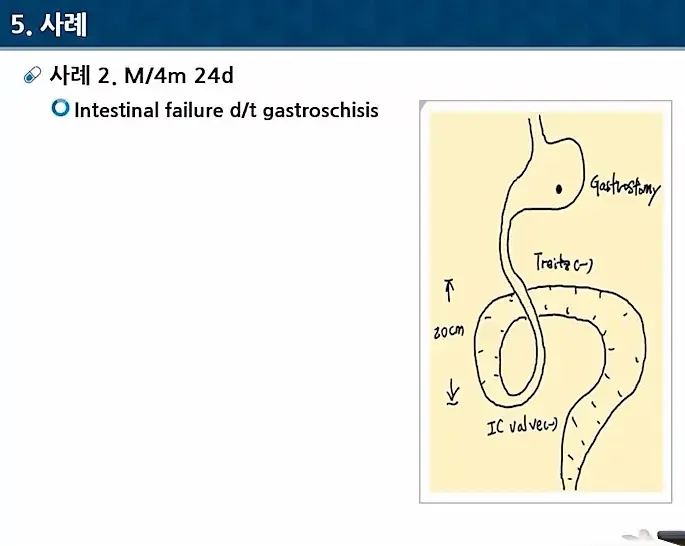 5. 사례
사례 2. M/4m 24d
Intestinal failure d/t gastroschisis
Gastrostomy
Treitz (-)
20cm
IC valve(-)